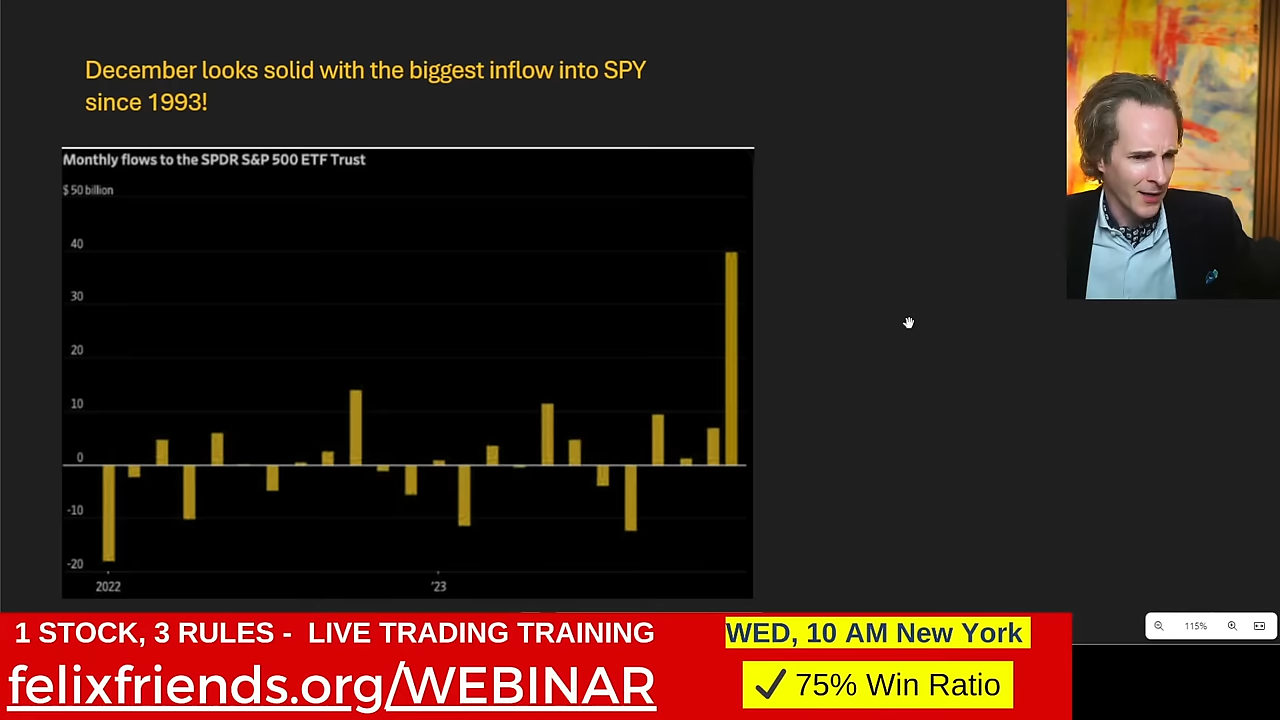 December looks solid with the biggest inflow into SPY
since 1993!
Monthly flows to the SPDR S&P 500 ETF Trust
$ 50 billion
40
30
20
10
0
-10
-20
2022
'23
115%
1 STOCK, 3 RULES - LIVE TRADING TRAINING
WED, 10 AM New York
felixfriends.org/WEBINAR
✓ 75% Win Ratio